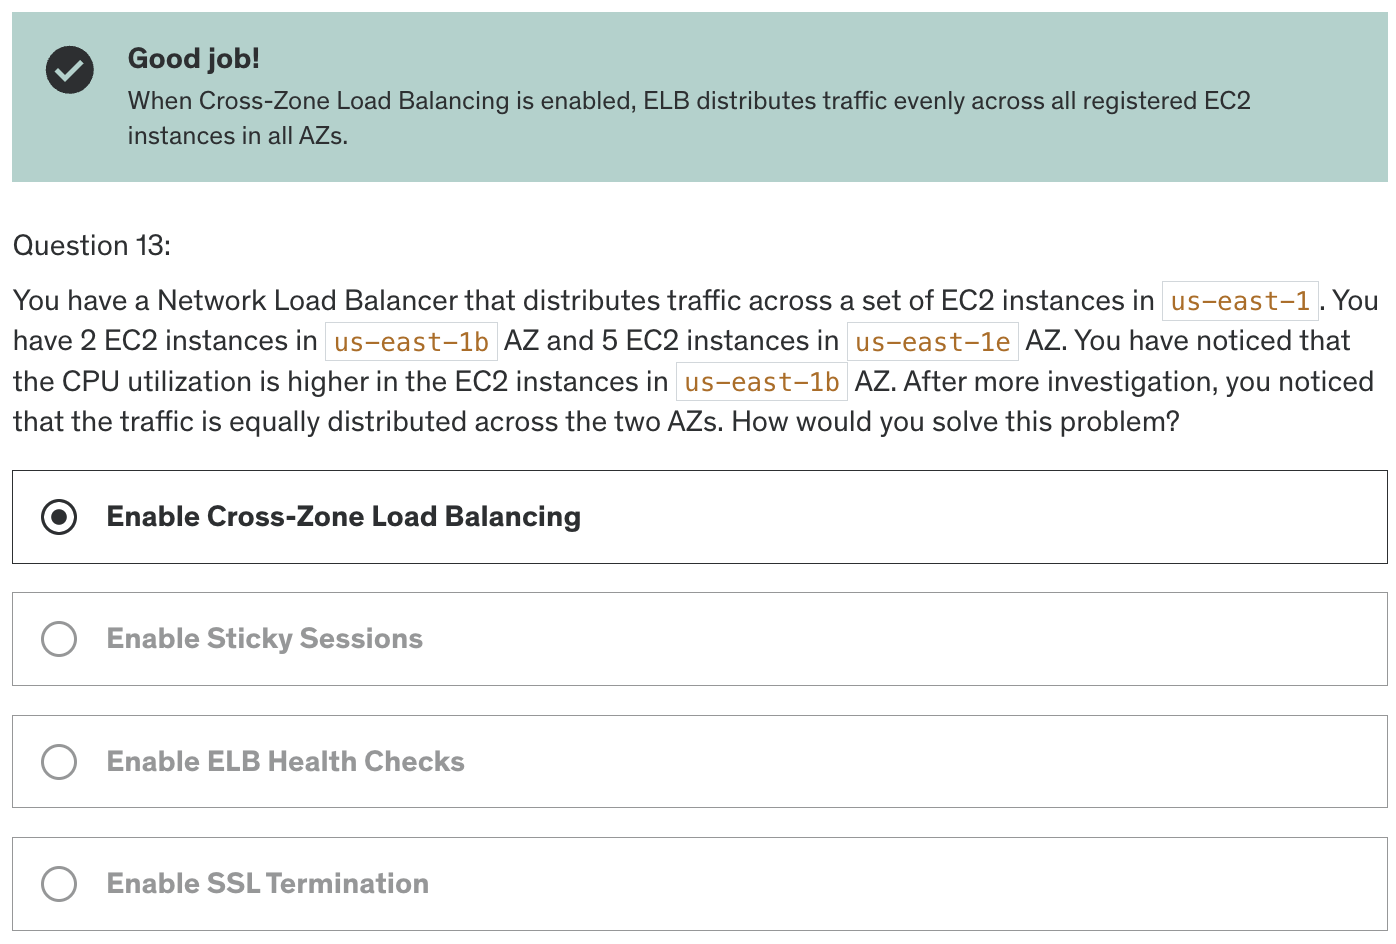 Good job!
When Cross-Zone Load Balancing is enabled, ELB distributes traffic evenly across all registered EC2
instances in all AZs.
Question 13:
You have a Network Load Balancer that distributes traffic across a set of EC2 instances in us-east-1. You
have 2 EC2 instances in us-east-1b AZ and 5 EC2 instances in us-east-1e AZ. You have noticed that
the CPU utilization is higher in the EC2 instances in us-east-1b AZ. After more investigation, you noticed
that the traffic is equally distributed across the two AZs. How would you solve this problem?
Enable Cross-Zone Load Balancing
Enable Sticky Sessions
Enable ELB Health Checks
Enable SSL Termination